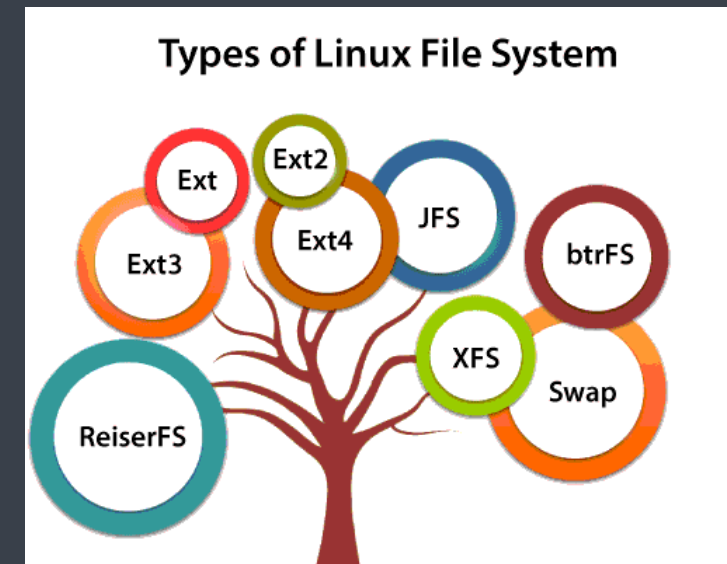 Types of Linux File System
Ext
Ext2
Ext3
Ext4
JFS
btrFS
XFS
Swap
ReiserFS